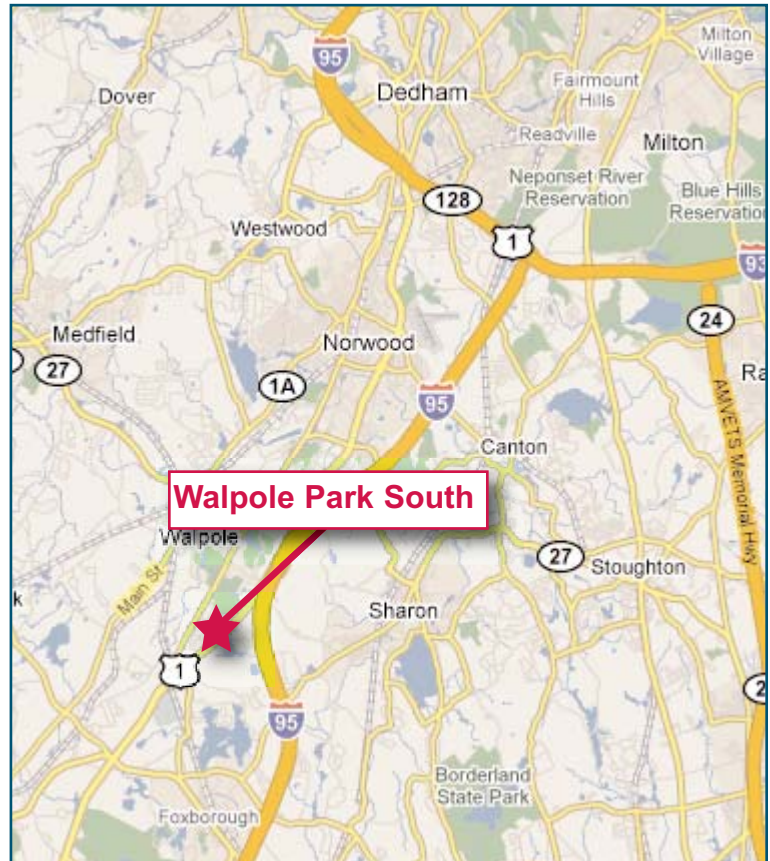 Milton
Village
95
Dover
Dedham
Fairmount
Hills
Readville
Milton
Neponset River
Reservation
Blue Hills
Reservation
128
Westwood
1
93
24
Medfield
Norwood
27
1A
Ra
95
AMVETS Memorial Hwy
Canton
Walpole Park South
Walpole
27
Stoughton
Main St
k
Sharon
1
2
95
Borderland
State Park
Foxborough